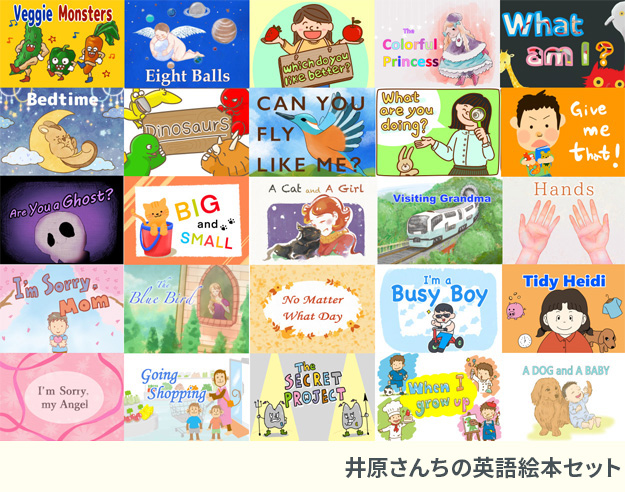 Veggie Monsters
Eight Balls
which do you
like better?
The
Colorful
Princess
What
am I?
Bedtime
Dinosaurs
CAN YOU
FLY
LIKE ME?
What
are you
doing?
Give
me
that!
Are You a Ghost?
BIG
and
SMALL
A Cat and A Girl
Visiting Grandma
Hands
I'm Sorry,
Mom
The
Blue Bird
No Matter
What Day
I'm a
Busy Boy
Tidy Heidi
I'm Sorry,
my Angel
Going
Shopping
The
SECRET
PROJECT
When I
grow up
A DOG and A BABY
井原さんちの英語絵本セット